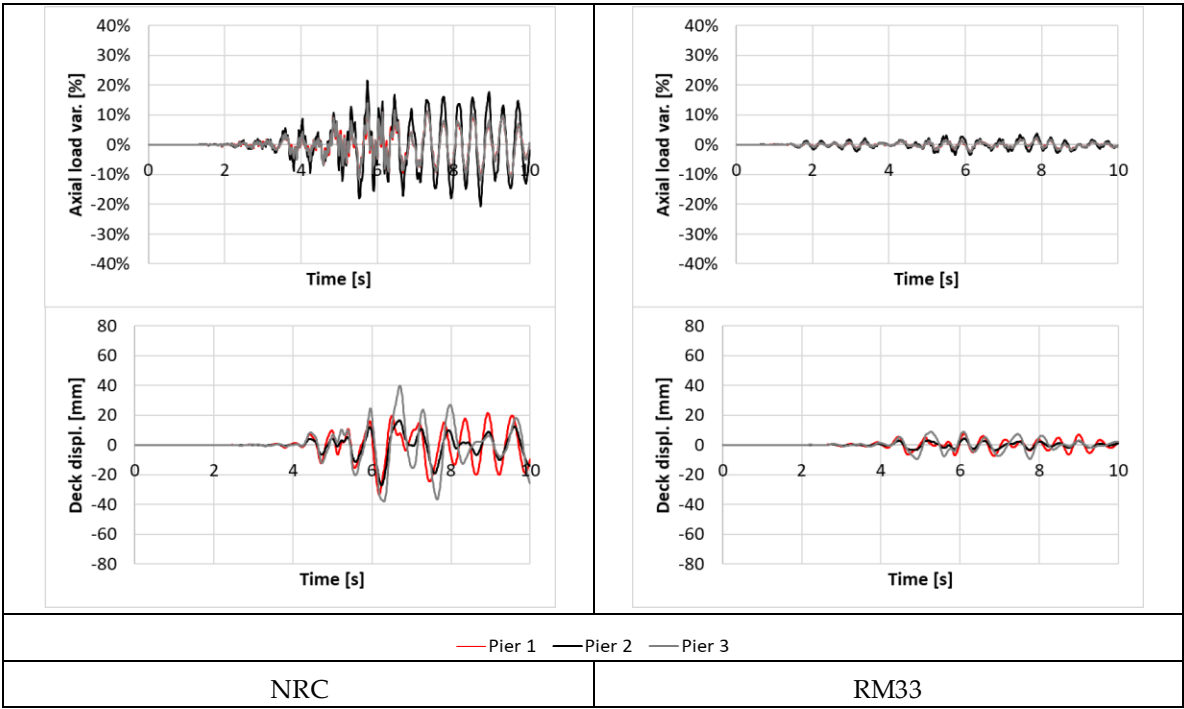 40%
30%
20%
10%
0%
-10%
-20%
-30%
-40%
Axial load var. [%]
0 2 4 6 8 10
Time [s]
40%
30%
20%
10%
0%
-10%
-20%
-30%
-40%
Axial load var. [%]
0 2 4 6 8 10
Time [s]
80
60
40
20
0
-20
-40
-60
-80
Deck displ. [mm]
0 2 4 6 8 10
Time [s]
80
60
40
20
0
-20
-40
-60
-80
Deck displ. [mm]
0 2 4 6 8 10
Time [s]
Pier 1 Pier 2 Pier 3
NRC
RM33